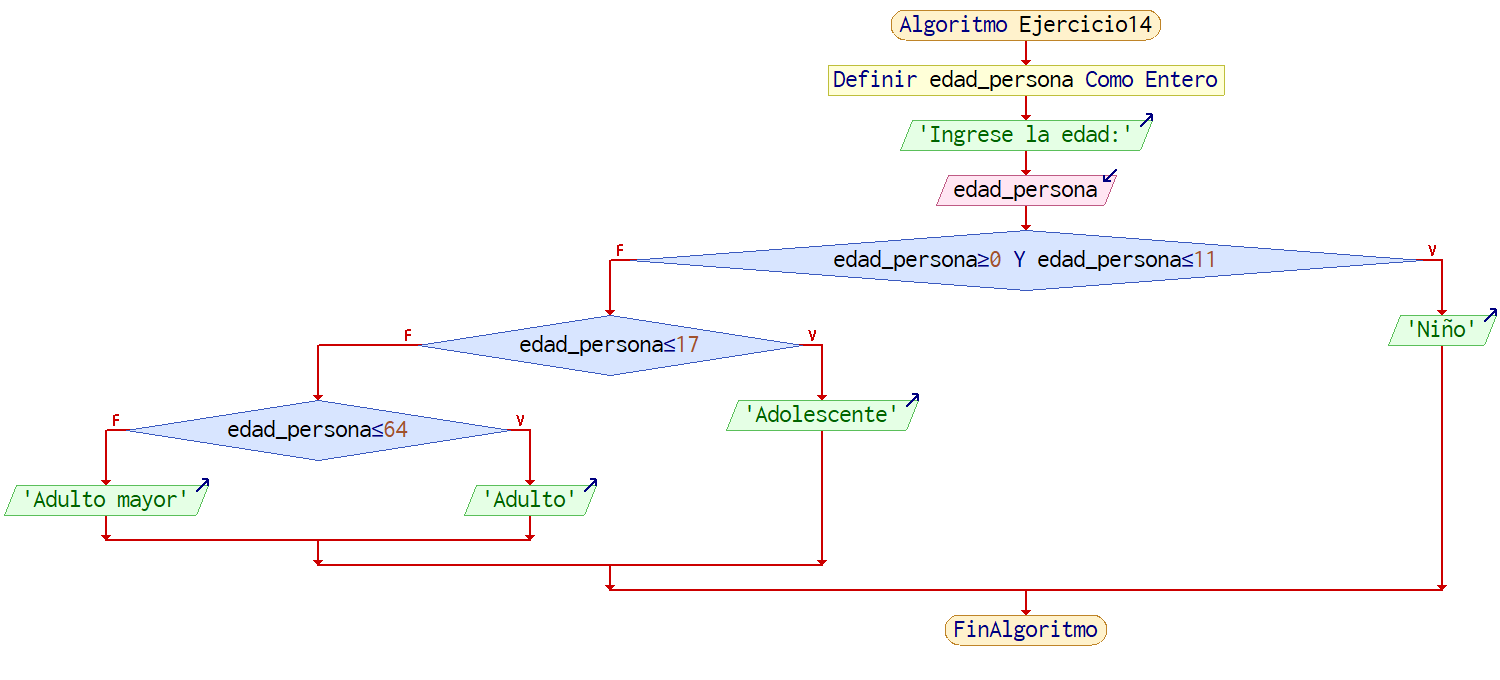 Algoritmo Ejercicio14
Definir edad_persona Como Entero
'Ingrese la edad:'
edad_persona
F
edad_persona≥0 Y edad_persona≤11
V
'Niño'
F
edad_persona≤17
V
'Adolescente'
F
edad_persona≤64
V
'Adulto mayor'
'Adulto'
FinAlgoritmo